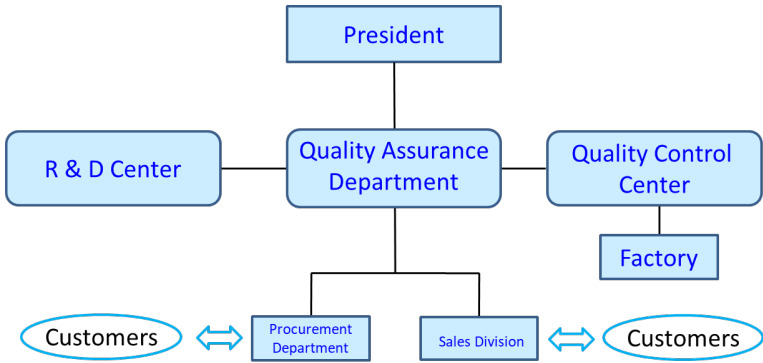 President
R & D Center
Quality Assurance
Department
Quality Control
Center
Factory
Customers
Procurement
Department
Sales Division
Customers